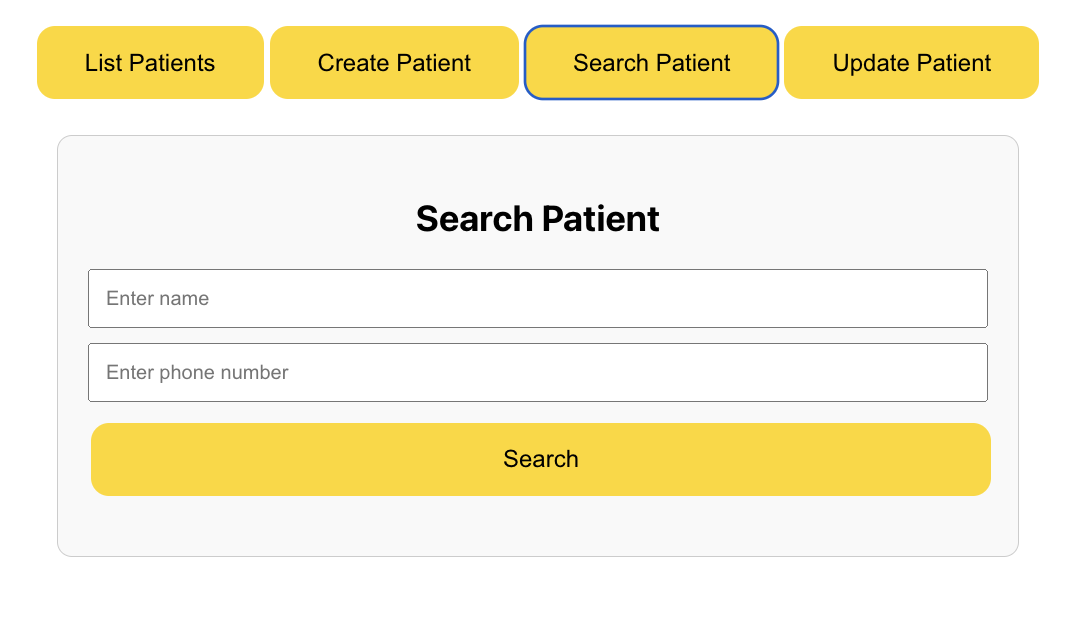 List Patients Create Patient Search Patient Update Patient
Search Patient
Enter name
Enter phone number
Search